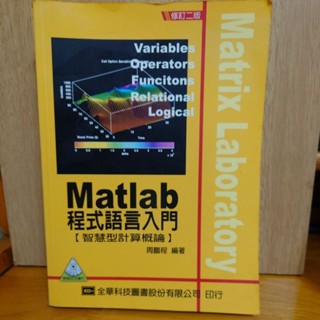 修訂二版
Matrix Laboratory
Variables
Operators
Funcitons
Relational
Logical
Matlab
程式語言入門
【智慧型計算概論】
周鵬程 編著
全華科技圖書股份有限公司 印行